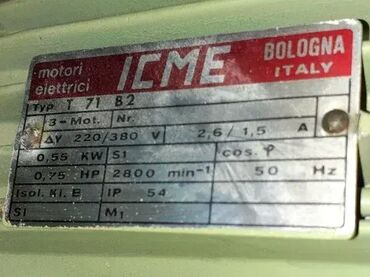 motori elettrici ICME BOLOGNA ITALY
Typ T 71 B2
3-Mot. Nr.
ΔY 220/380 V 2,6/1,5 A
0,55 KW S1 cos. φ
0,75 HP 2800 min⁻¹ 50 Hz
Isol. Kl. B IP 54
SI M1